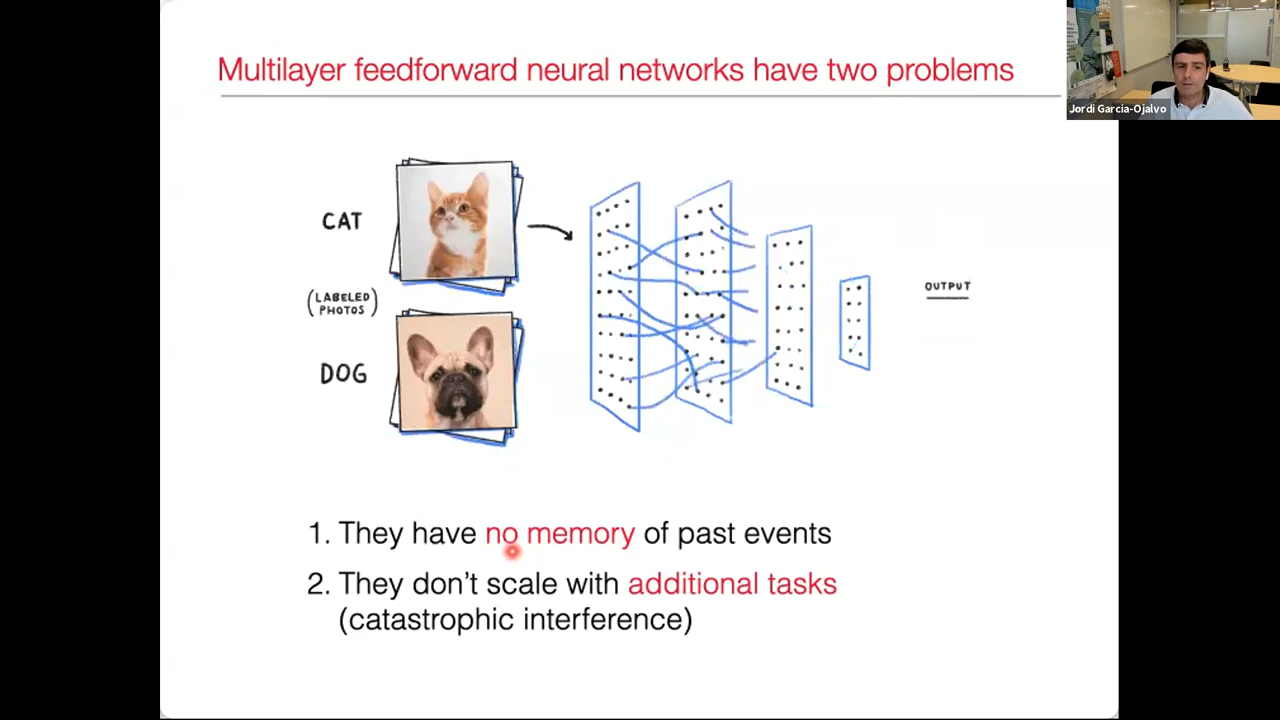 Multilayer feedforward neural networks have two problems
Jordi Garcia-Ojalvo
CAT
(LABELED
PHOTOS)
DOG
OUTPUT
1. They have no memory of past events
2. They don't scale with additional tasks
(catastrophic interference)